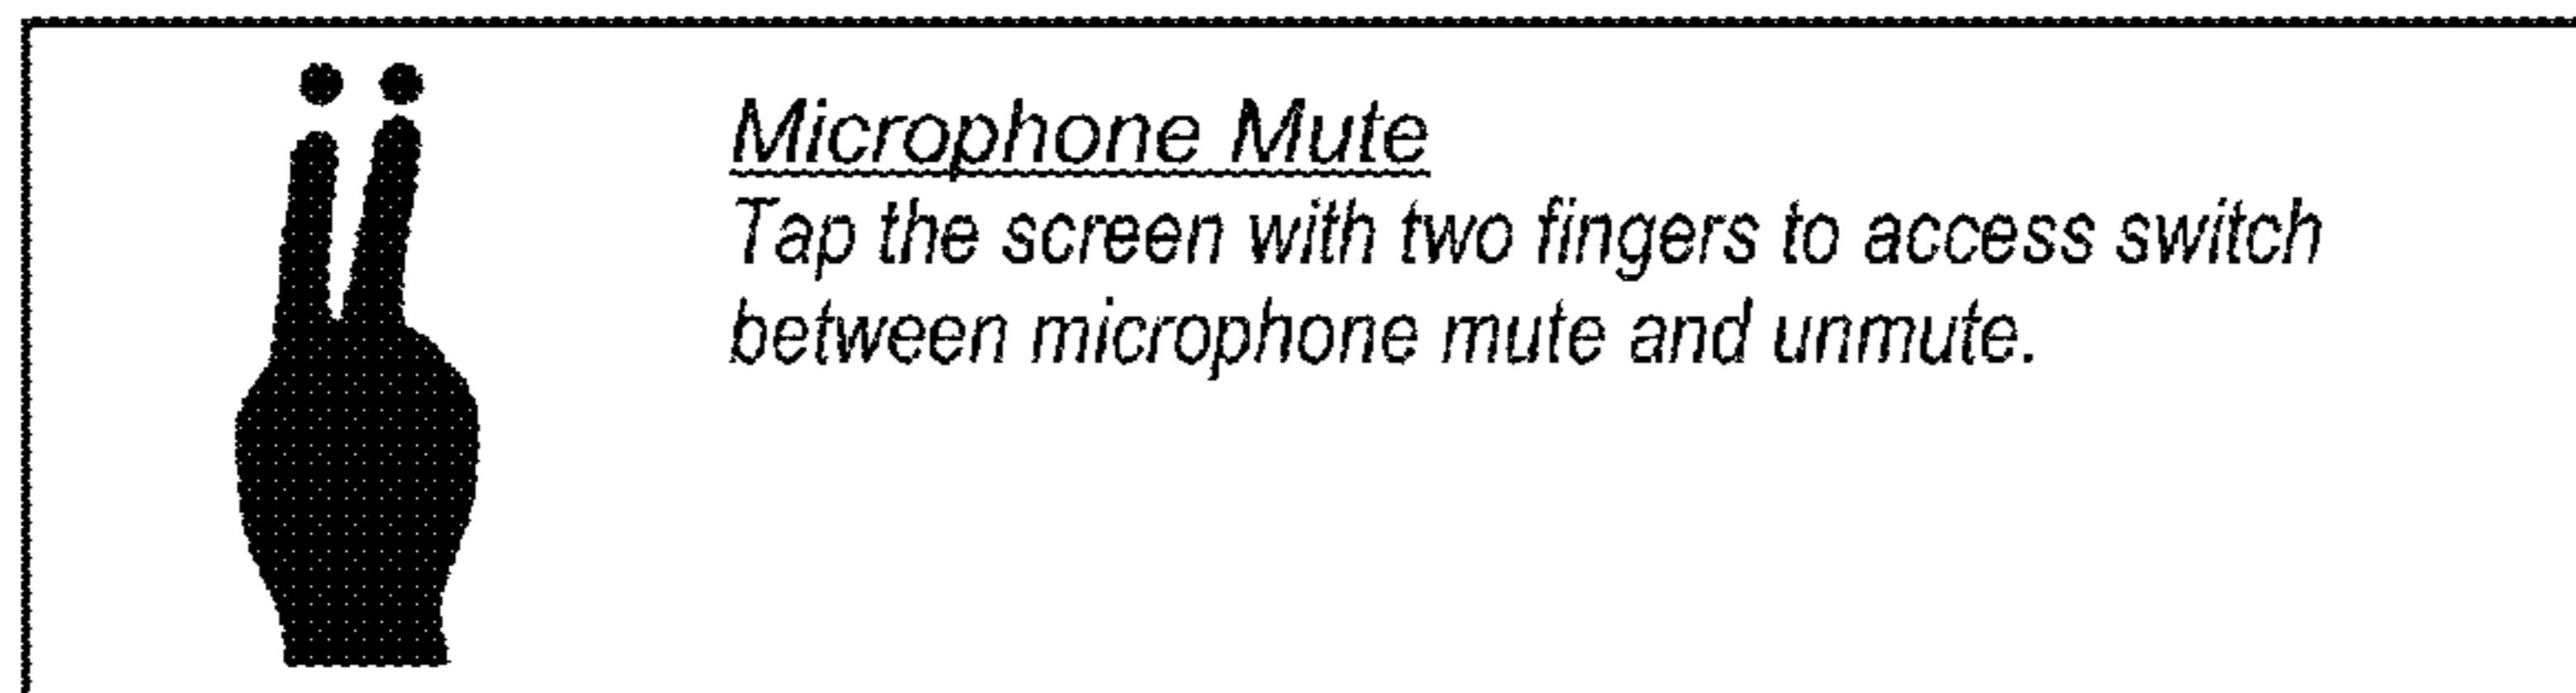 Microphone Mute
Tap the screen with two fingers to access switch
between microphone mute and unmute.